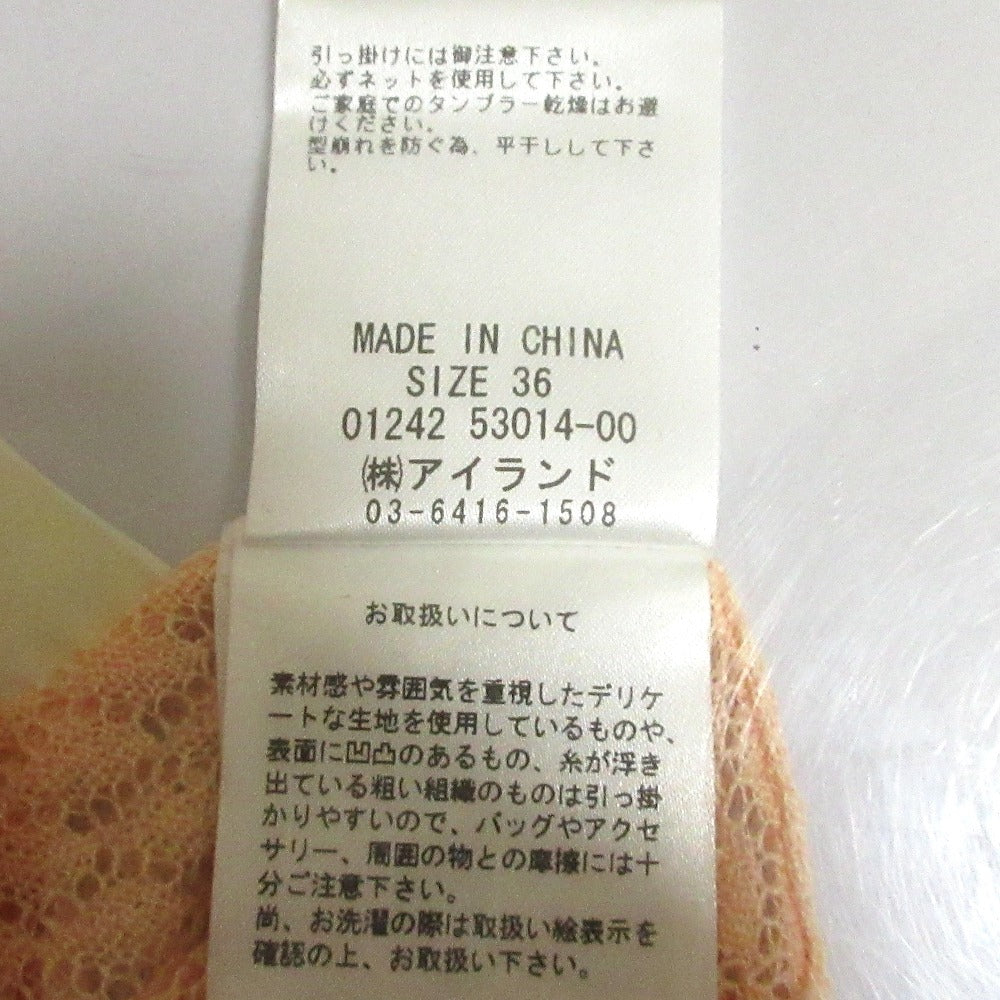 引っ掛けには御注意下さい。
必ずネットを使用して下さい。
ご家庭でのタンブラー乾燥はお避
けください。
型崩れを防ぐ為、平干しして下さ
い。
MADE IN CHINA
SIZE 36
01242 53014-00
㈱アイランド
03-6416-1508
お取扱いについて
素材感や雰囲気を重視したデリケ
ートな生地を使用しているものや、
表面に凹凸のあるもの、糸が浮き
出ている粗い組織のものは引っ掛
かりやすいので、バッグやアクセ
サリー、周囲の物との摩擦には十
分ご注意下さい。
尚、お洗濯の際は取扱い絵表示を
確認の上、お取扱い下さい。